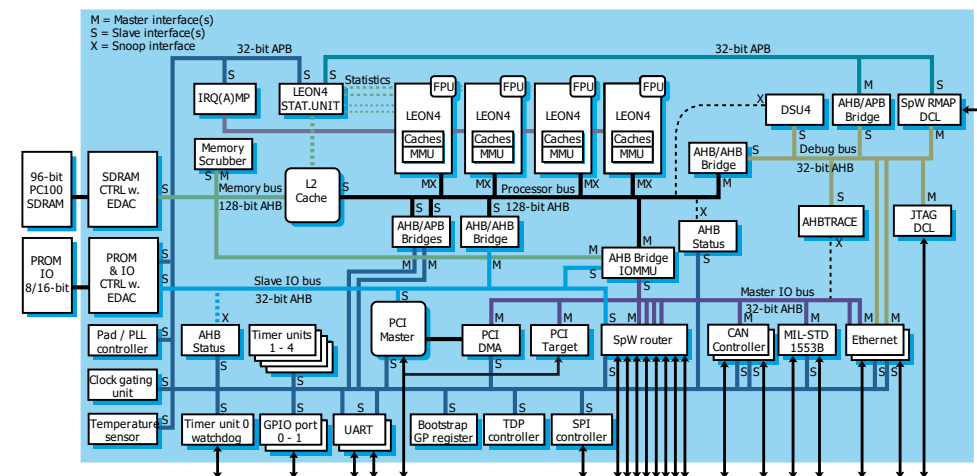 M = Master interface(s)
S = Slave interface(s)
X = Snoop interface
32-bit APB
32-bit APB
S
S
S
M
S
IRQ(A)MP
LEON4
STAT.UNIT
Statistics
FPU
LEON4
Caches
MMU
FPU
LEON4
Caches
MMU
FPU
LEON4
Caches
MMU
FPU
LEON4
Caches
MMU
X
DSU4
AHB/APB
Bridge
SpW RMAP
DCL
S
S
M
Memory
Scrubber
S
M
AHB/AHB
Bridge
S
M
Debug bus
32-bit AHB
96-bit
PC100
SDRAM
SDRAM
CTRL w.
EDAC
S
Memory bus
128-bit AHB
L2
Cache
S
MX
MX
MX
MX
Processor bus
128-bit AHB
S
S
AHB/APB
Bridges
M
M
S
AHB/AHB
Bridge
M
X
AHB
Status
S
S
AHBTRACE
X
M
JTAG
DCL
PROM
IO
8/16-bit
PROM
& IO
CTRL w.
EDAC
S
S
Slave IO bus
32-bit AHB
M
M
S
AHB Bridge
IOMMU
S
Master IO bus
32-bit AHB
Pad / PLL
controller
S
X
AHB
Status
S
Timer units
1 - 4
S
S
PCI
Master
S
M
PCI
DMA
S
M
PCI
Target
S
M
SpW router
S
M
CAN
Controller
S
S
M
MIL-STD
1553B
S
M
M
Ethernet
S
S
Clock gating
unit
S
Temperature
sensor
S
S
Timer unit 0
watchdog
S
GPIO port
0 - 1
S
S
UART
S
Bootstrap
GP register
S
TDP
controller
S
SPI
controller